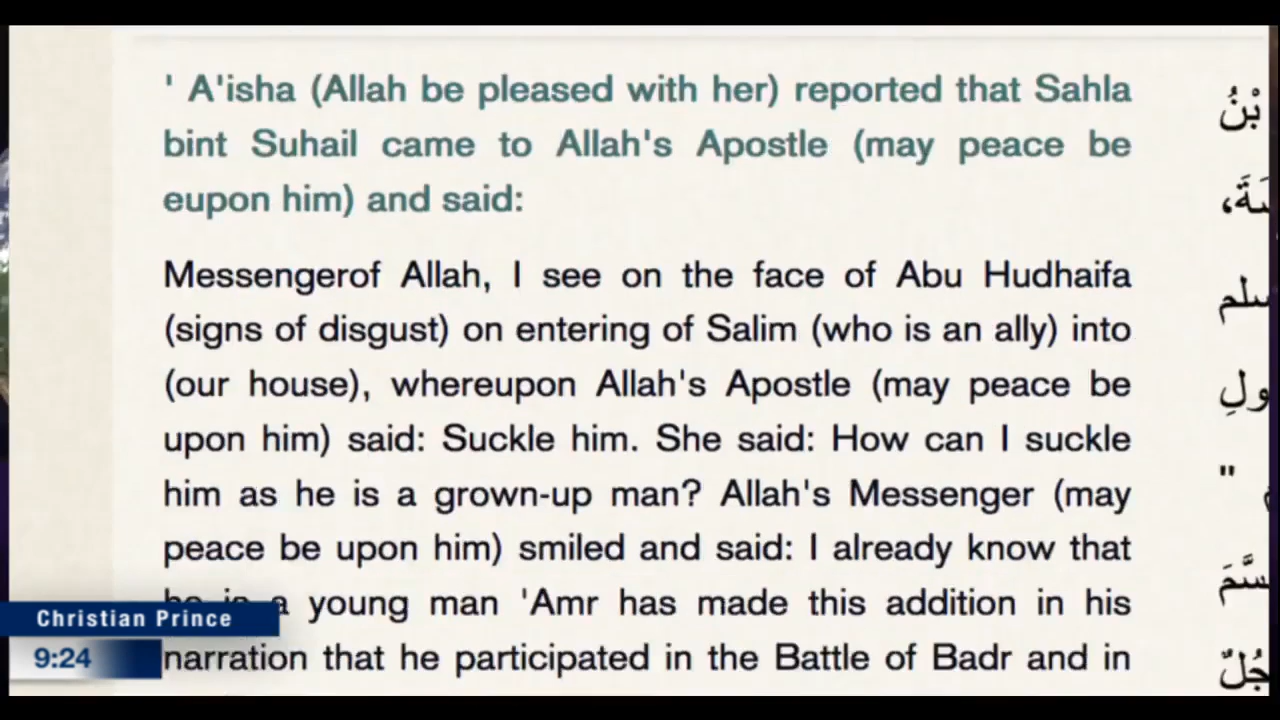 ' A'isha (Allah be pleased with her) reported that Sahla
bint Suhail came to Allah's Apostle (may peace be
eupon him) and said:
Messengerof Allah, I see on the face of Abu Hudhaifa
(signs of disgust) on entering of Salim (who is an ally) into
(our house), whereupon Allah's Apostle (may peace be
upon him) said: Suckle him. She said: How can I suckle
him as he is a grown-up man? Allah's Messenger (may
peace be upon him) smiled and said: I already know that
he is a young man 'Amr has made this addition in his
narration that he participated in the Battle of Badr and in
بْنُ
سلم
ولِ
"
جُلٌ
Christian Prince
9:24